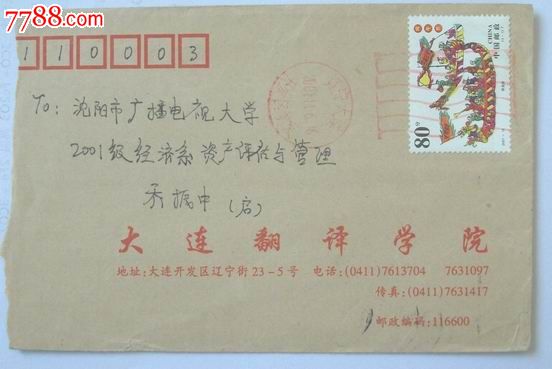 7788.com
110003
To: 沈阳市广播电视大学
2001级经济系资产评估与管理
振中(启)
80分
中国邮政
CHINA
大连翻译学院
地址:大连开发区辽宁街23-5号 电话:(0411)7613704 7631097
传真:(0411)7631417
邮政编码:116600